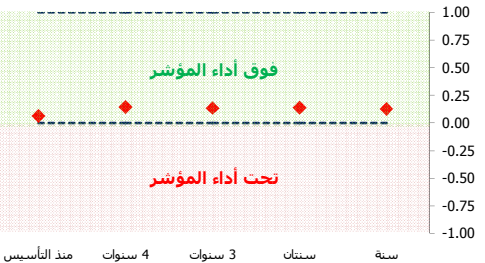 1.00
0.75
فوق أداء المؤشر
0.50
0.25
0.00
-0.25
تحت أداء المؤشر
-0.50
-0.75
-1.00
سنة
سنتان
3 سنوات
4 سنوات
منذ التأسيس